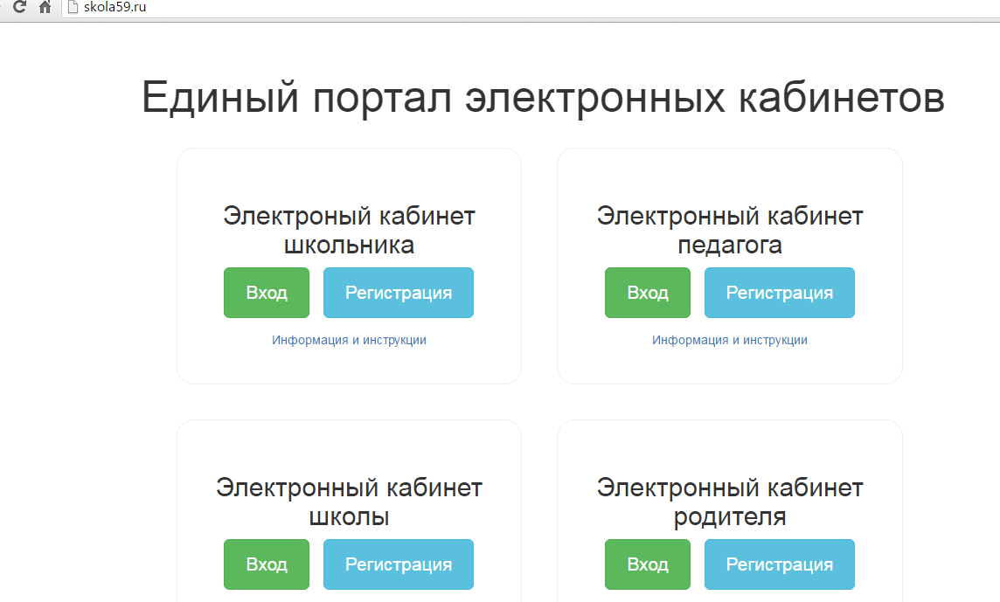 skola59.ru
Единый портал электронных кабинетов
Электроный кабинет
школьника
Вход Регистрация
Информация и инструкции
Электронный кабинет
педагога
Вход Регистрация
Информация и инструкции
Электронный кабинет
школы
Вход Регистрация
Электронный кабинет
родителя
Вход Регистрация